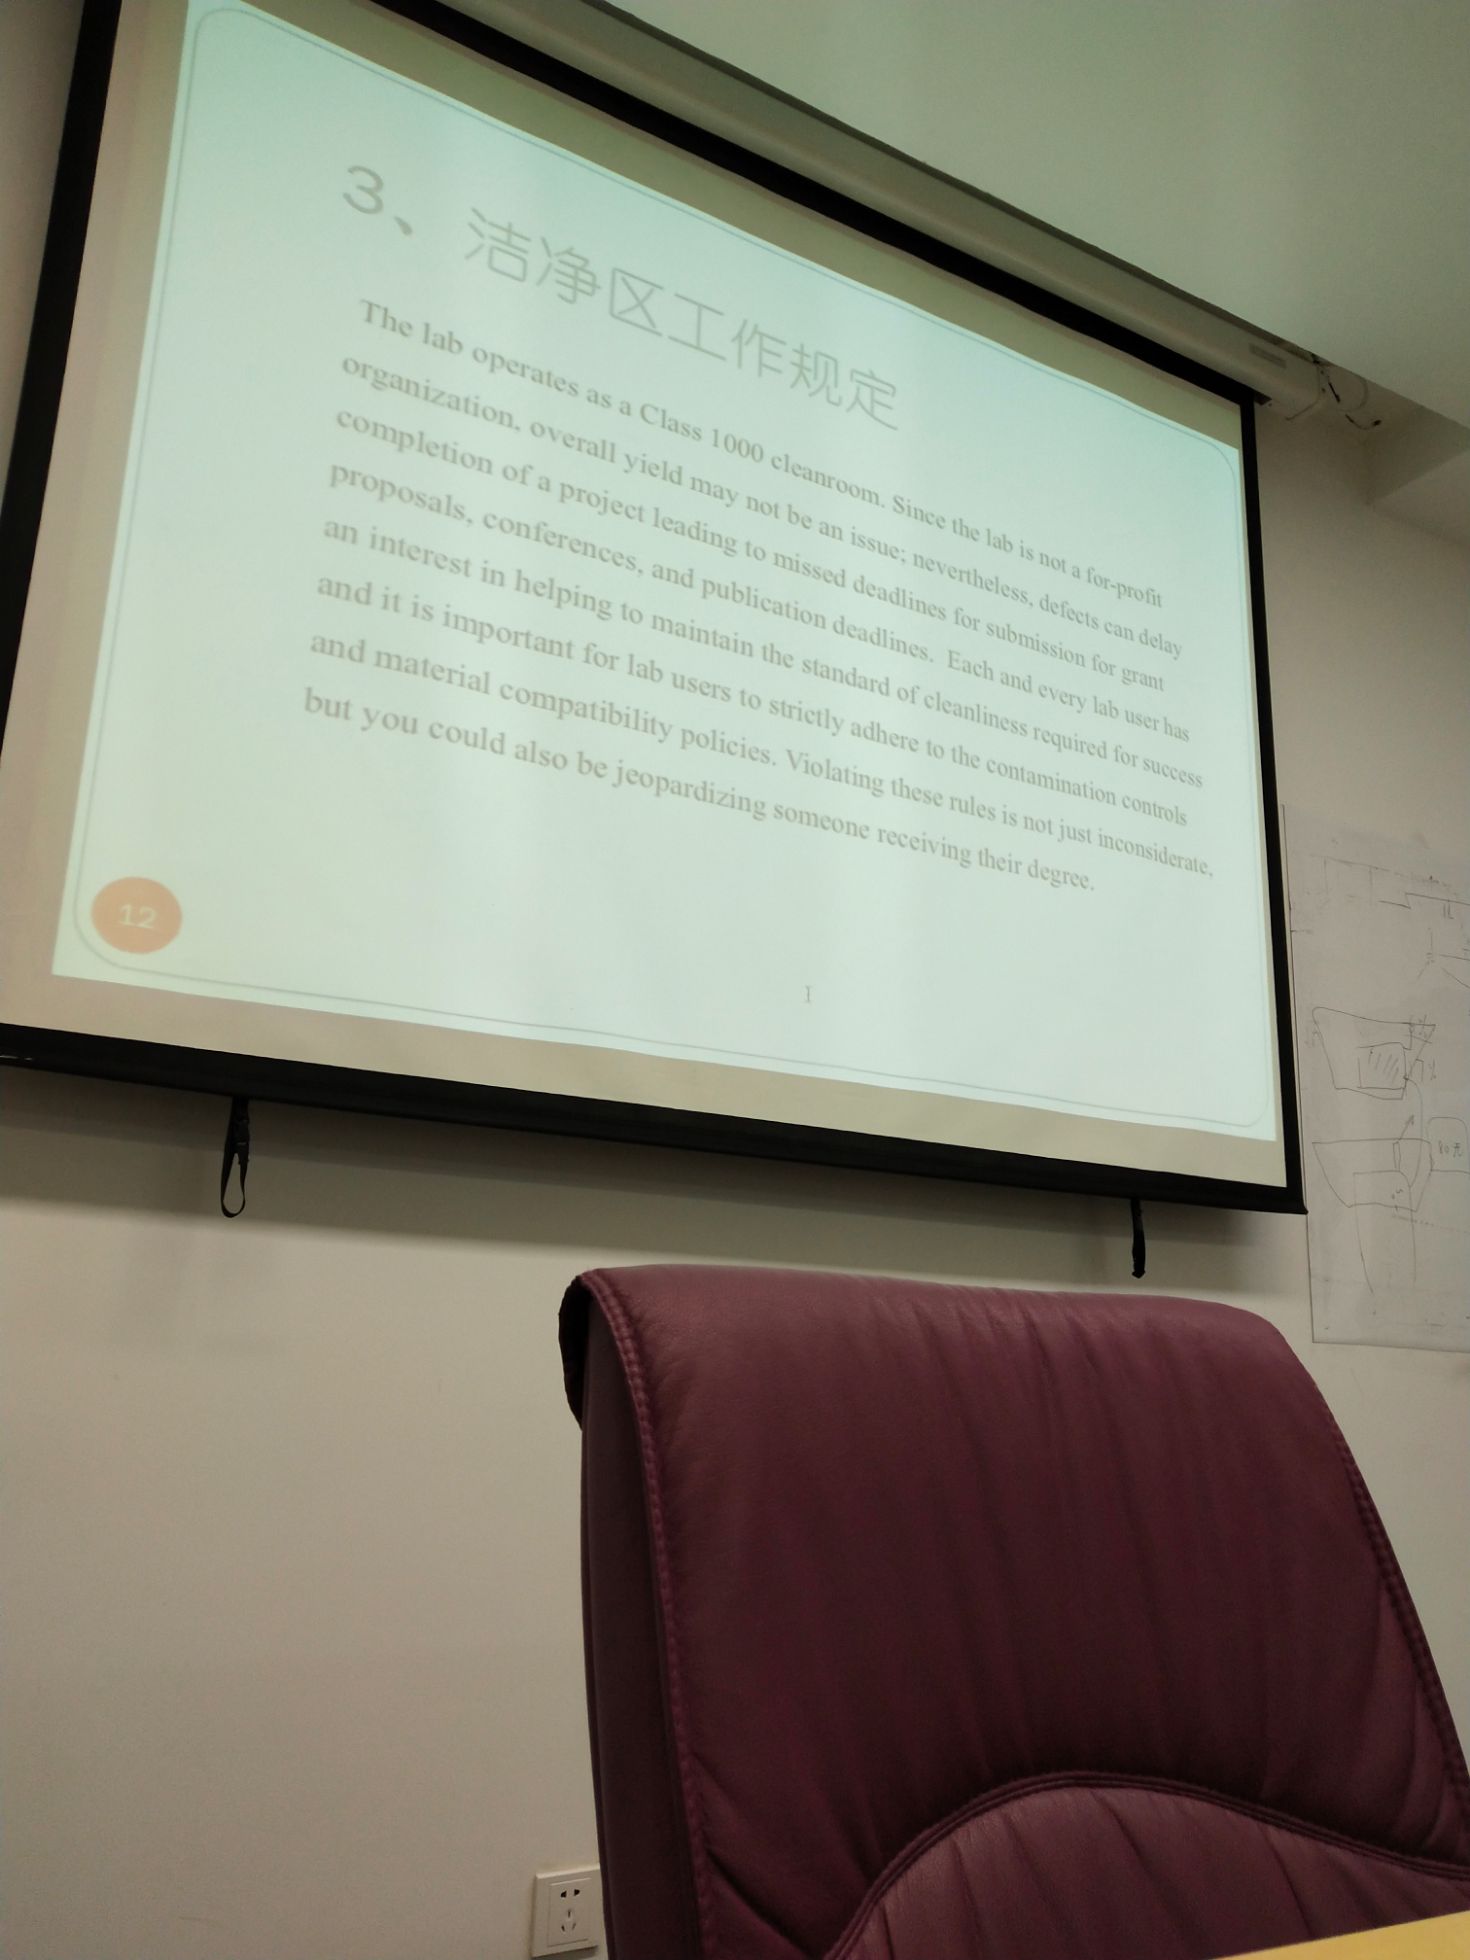 3、洁净区工作规定
The lab operates as a Class 1000 cleanroom. Since the lab is not a for-profit
organization, overall yield may not be an issue; nevertheless, defects can delay
completion of a project leading to missed deadlines for submission for grant
proposals, conferences, and publication deadlines. Each and every lab user has
an interest in helping to maintain the standard of cleanliness required for success
and it is important for lab users to strictly adhere to the contamination controls
and material compatibility policies. Violating these rules is not just inconsiderate,
but you could also be jeopardizing someone receiving their degree.
12
80元